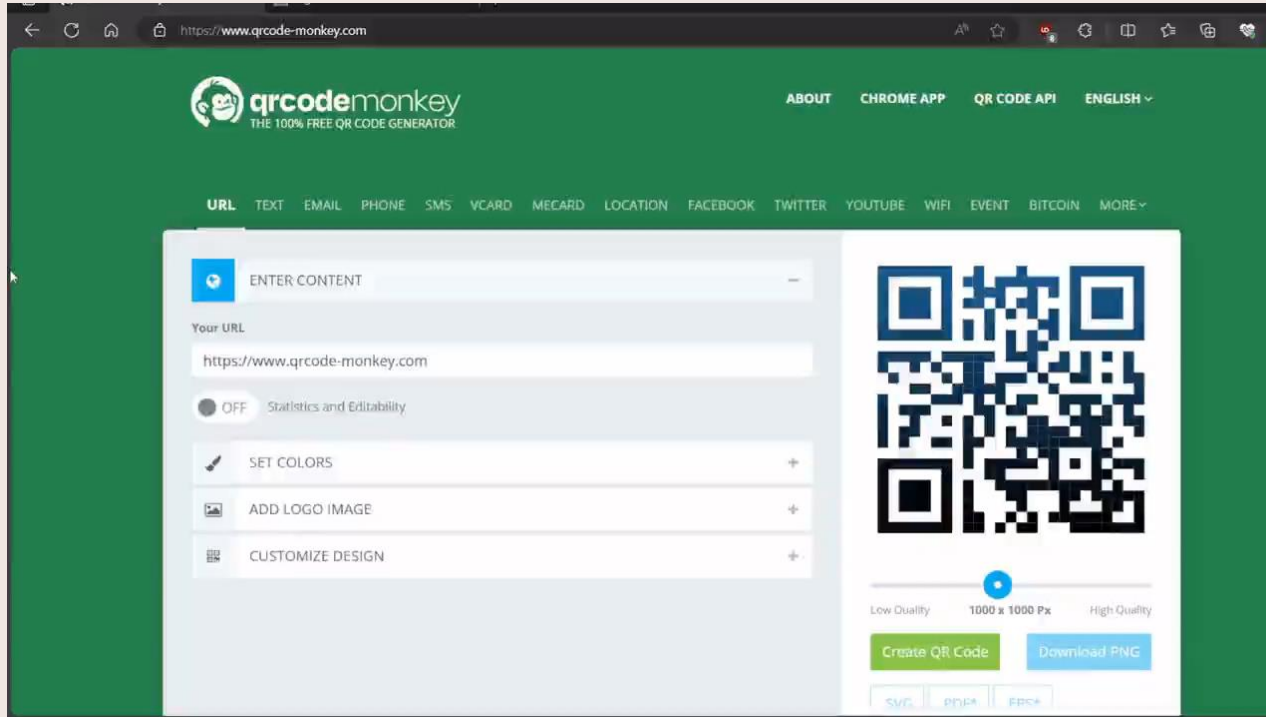 https://www.qrcode-monkey.com
qrcodemonkey
THE 100% FREE QR CODE GENERATOR
ABOUT CHROME APP QR CODE API ENGLISH
URL TEXT EMAIL PHONE SMS VCARD MECARD LOCATION FACEBOOK TWITTER YOUTUBE WIFI EVENT BITCOIN MORE
ENTER CONTENT
Your URL
https://www.qrcode-monkey.com
OFF Statistics and Editability
SET COLORS
ADD LOGO IMAGE
CUSTOMIZE DESIGN
Low Quality 1000 x 1000 Px High Quality
Create QR Code Download PNG
SVG PDF* EPS*